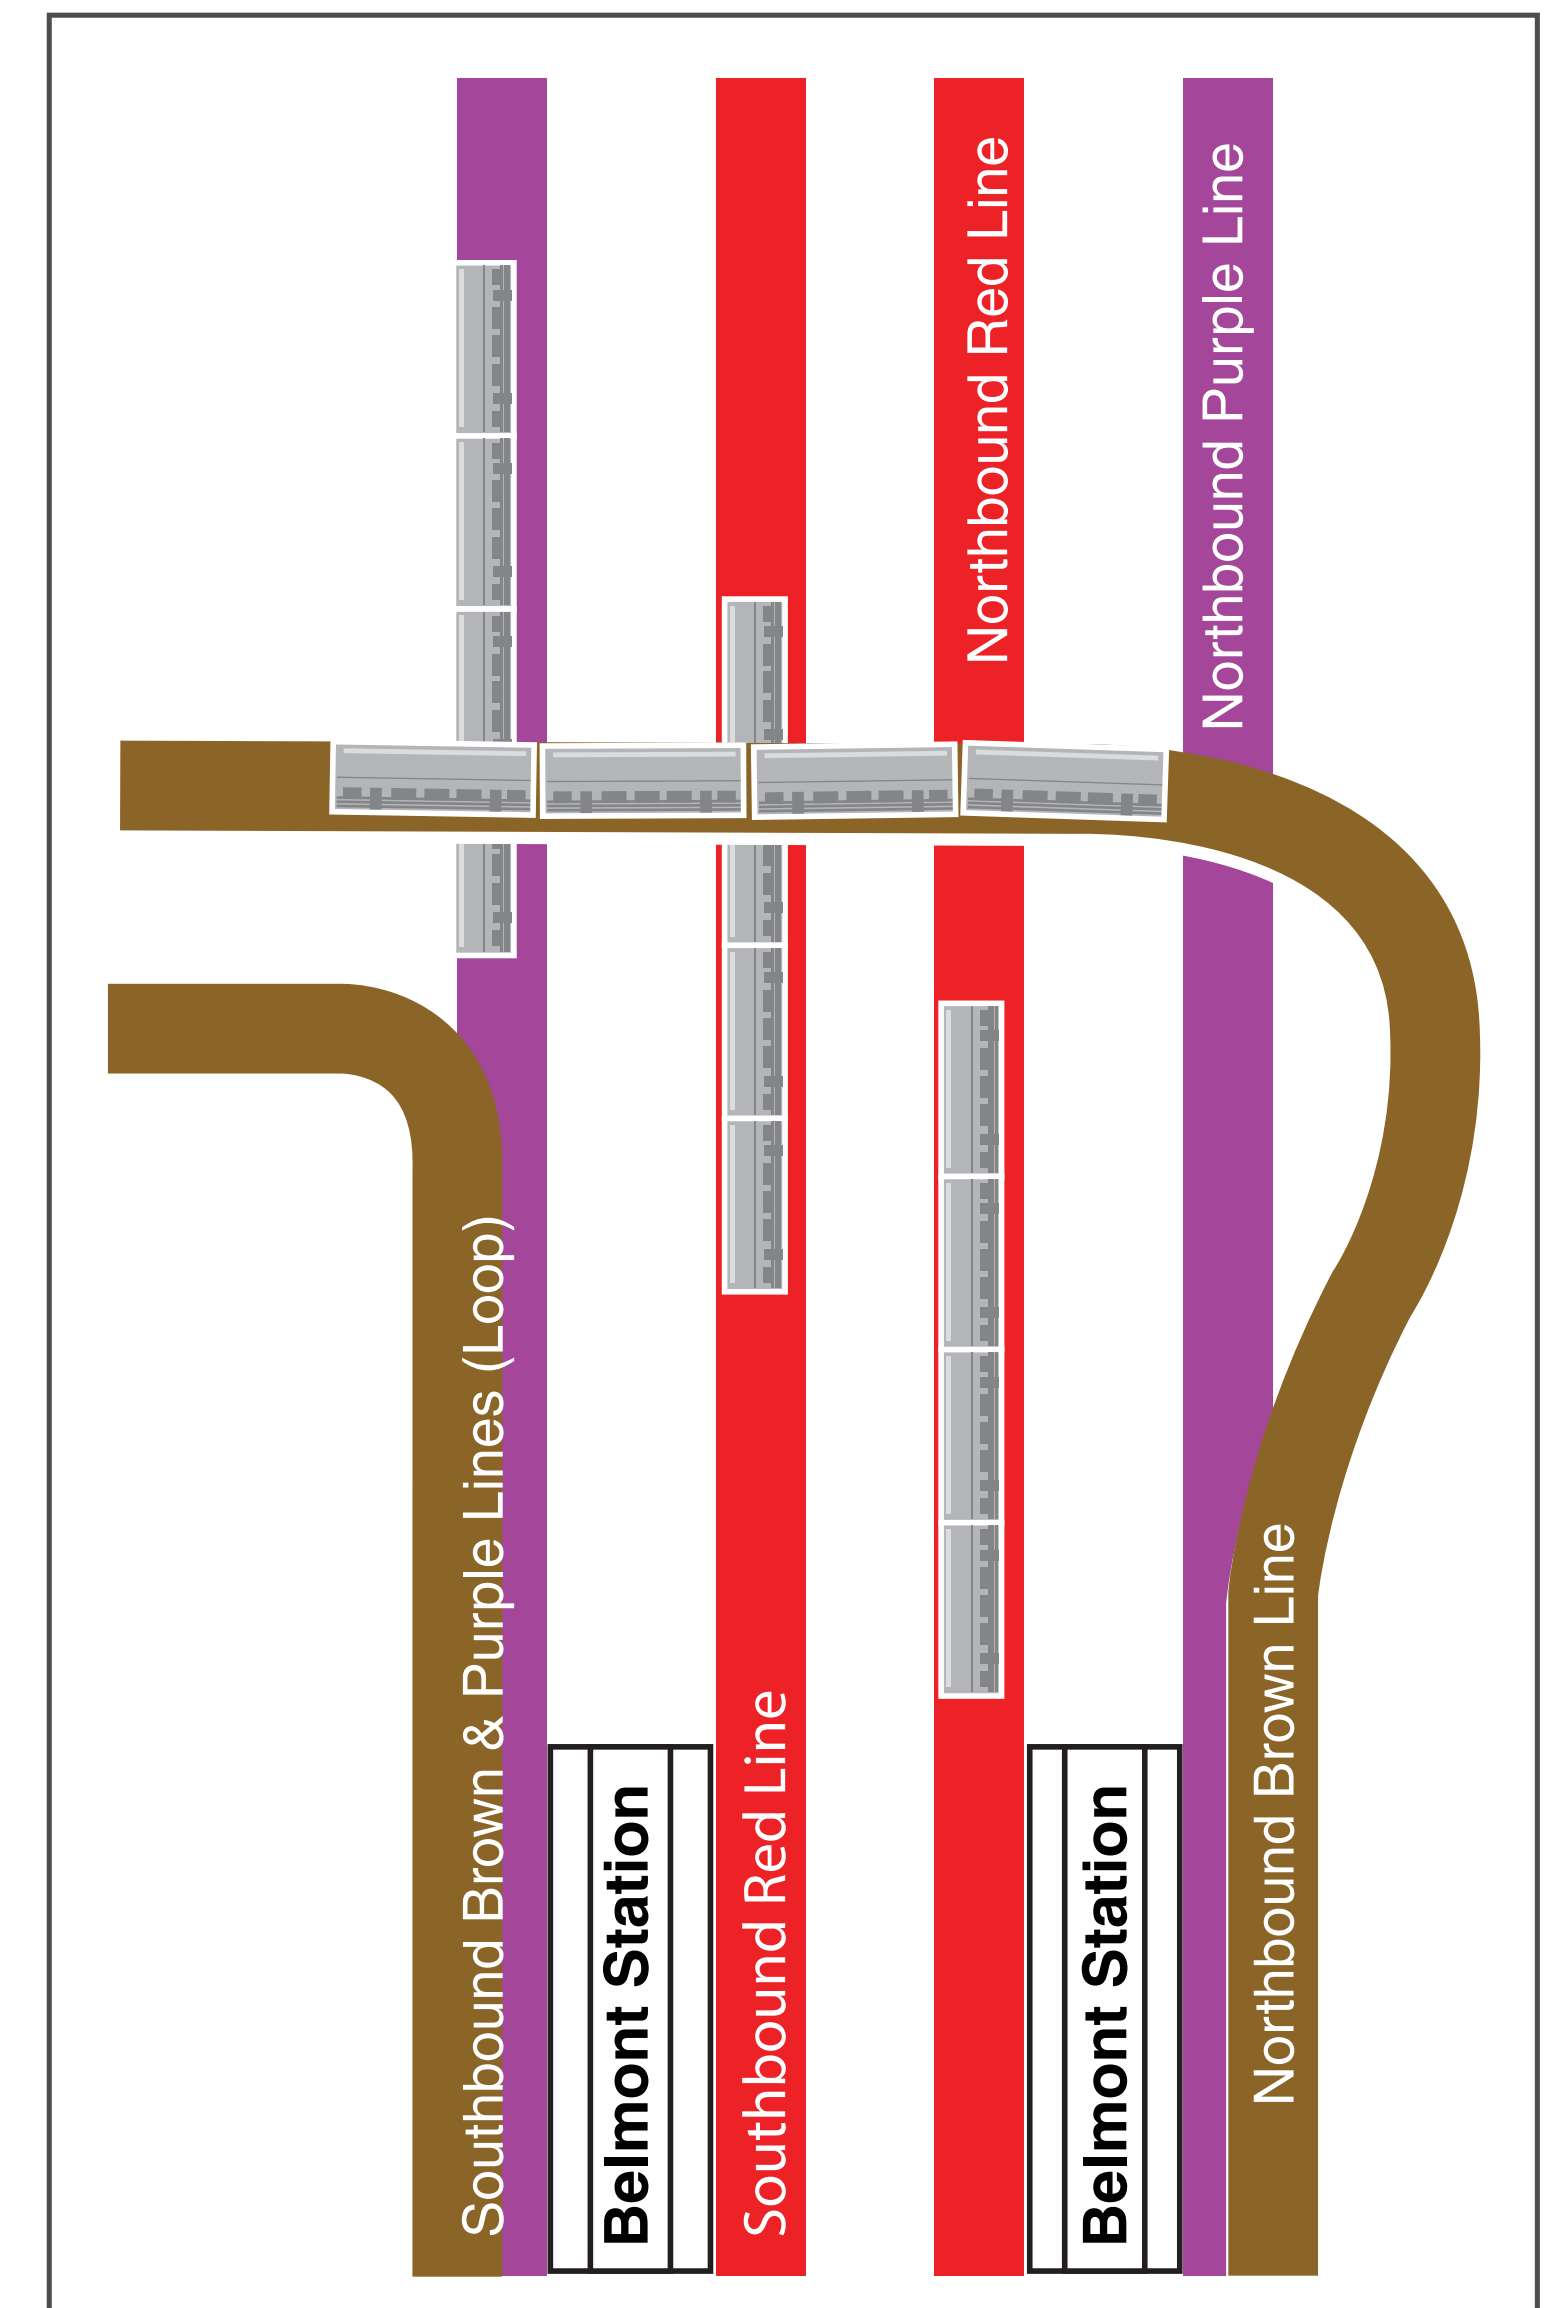 Southbound Brown & Purple Lines (Loop)
Belmont Station
Southbound Red Line
Northbound Red Line
Belmont Station
Northbound Purple Line
Northbound Brown Line